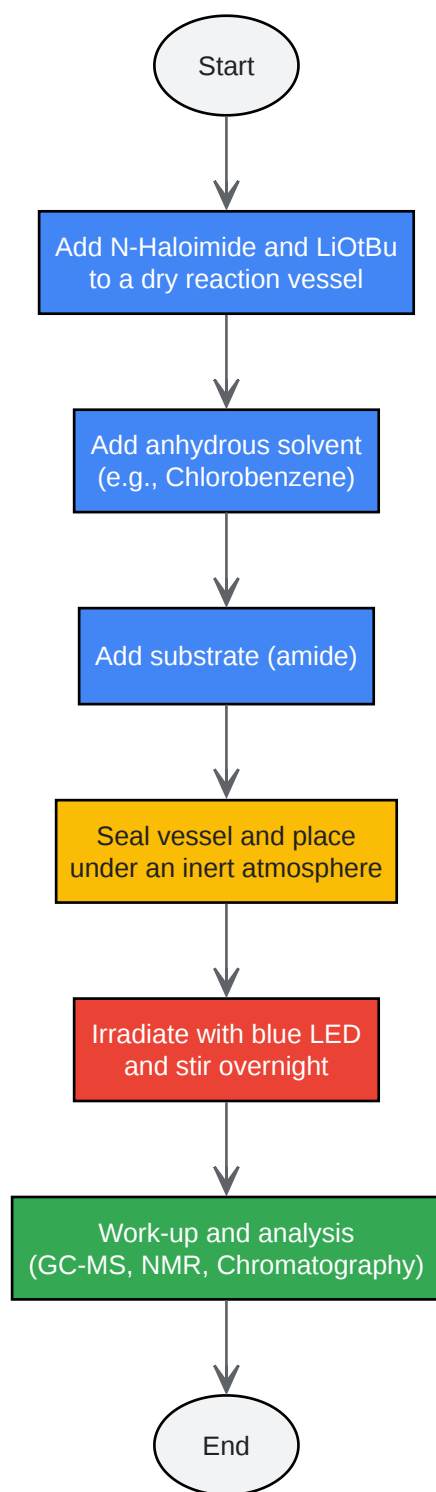 Start
Add N-Haloimide and LiOtBu
to a dry reaction vessel
Add anhydrous solvent
(e.g., Chlorobenzene)
Add substrate (amide)
Seal vessel and place
under an inert atmosphere
Irradiate with blue LED
and stir overnight
Work-up and analysis
(GC-MS, NMR, Chromatography)
End